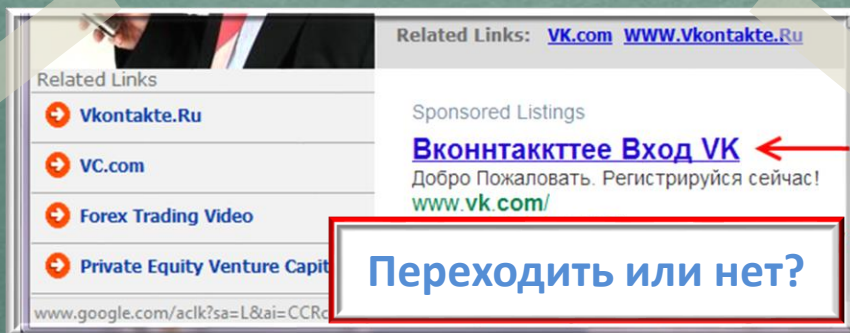 Related Links: VK.com WWW.Vkontakte.Ru
Related Links
Vkontakte.Ru
VC.com
Forex Trading Video
Private Equity Venture Capit
www.google.com/aclk?sa=L&ai=CCRc
Sponsored Listings
Вконнтаккттее Вход VK
Добро Пожаловать. Регистрируйся сейчас!
www.vk.com/
Переходить или нет?